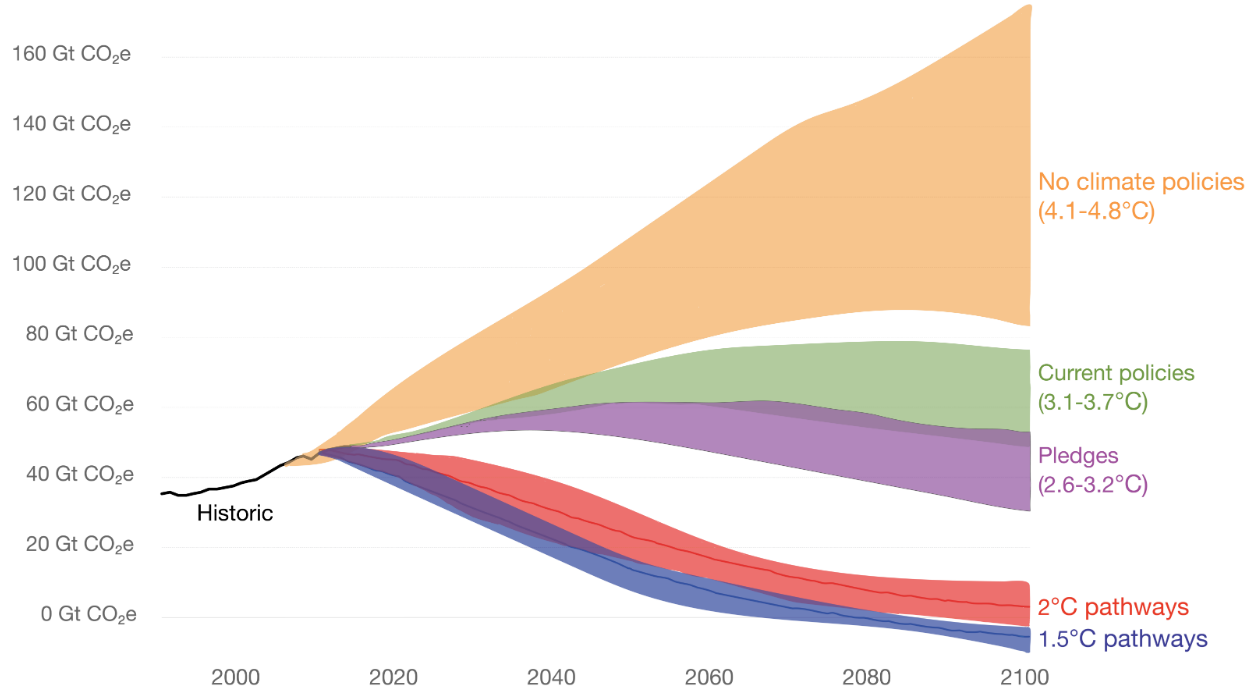 160 Gt CO₂e
140 Gt CO₂e
120 Gt CO₂e
100 Gt CO₂e
80 Gt CO₂e
60 Gt CO₂e
40 Gt CO₂e
20 Gt CO₂e
0 Gt CO₂e
Historic
No climate policies
(4.1-4.8°C)
Current policies
(3.1-3.7°C)
Pledges
(2.6-3.2°C)
2°C pathways
1.5°C pathways
2000 2020 2040 2060 2080 2100